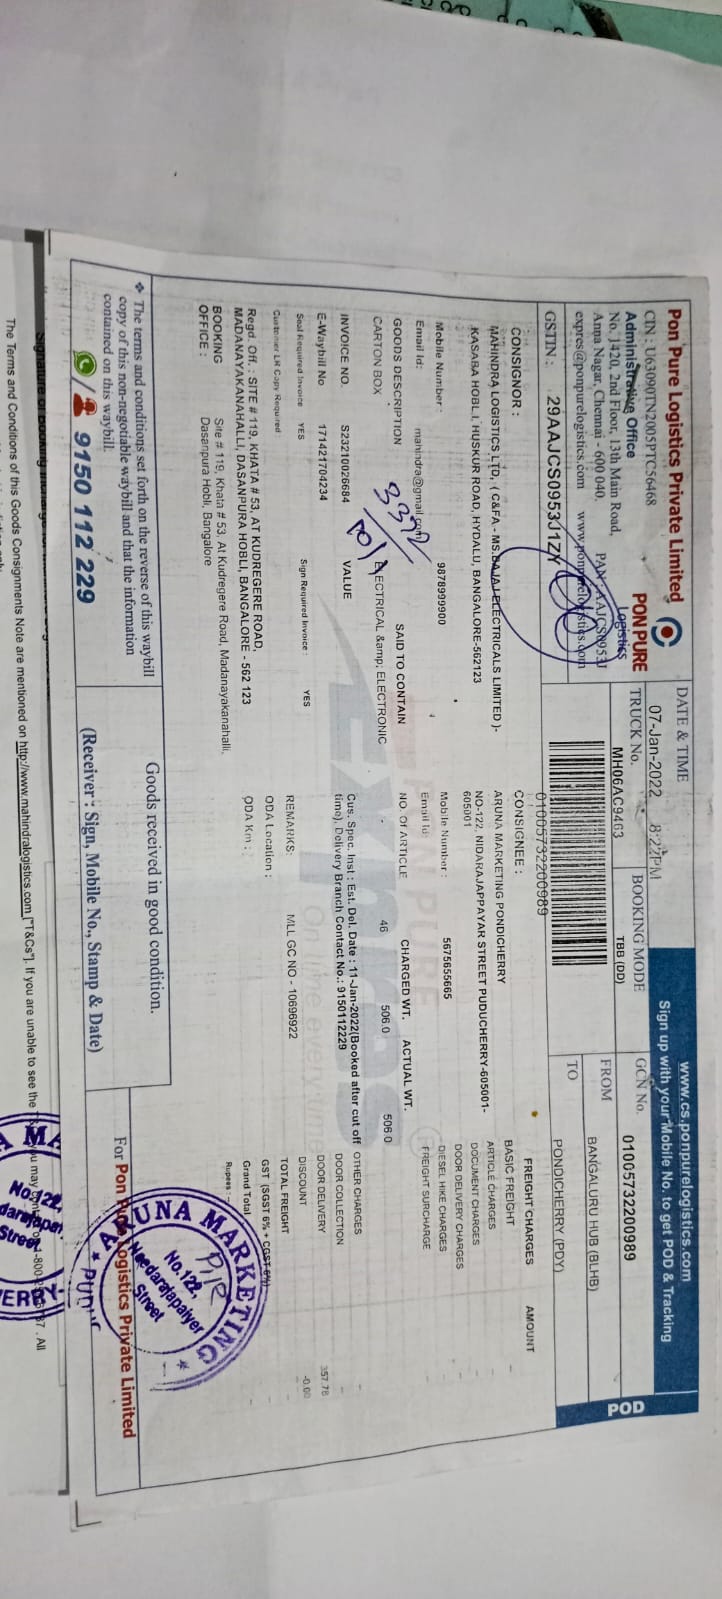 Pon Pure Logistics Private Limited
CIN : U63090TN2005PTC56468
Administrative Office
No. J420, 2nd Floor, 13th Main Road,
Anna Nagar, Chennai - 600 040.
expres@ponpurelogistics.com www.ponpurelogistics.com
PON PURE
Logistics
GSTIN : 29AAJCS0953J1ZY
DATE & TIME
07-Jan-2022 8:22PM
TRUCK No.
MH06AC9463
BOOKING MODE
TBB (DD)
01005732200989
www.cs.ponpurelogistics.com
Sign up with your Mobile No. to get POD & Tracking
GCN No. 01005732200989
FROM BANGALURU HUB (BLHB)
TO PONDICHERRY (PDY)
POD
CONSIGNOR :
MAHINDRA LOGISTICS LTD, ( C&FA - MS.BAJAJ ELECTRICALS LIMITED )-
KASABA HOBLI, HUSKUR ROAD, HYDALU, BANGALORE-562123
Mobile Number : 9878999900
Email Id: mahindra@gmail.com
CONSIGNEE :
ARUNA MARKETING PONDICHERRY
NO-122, NIDARAJAPPAYAR STREET PUDUCHERRY-605001-
605001
Mobile Number : 5675655665
Email Id:
GOODS DESCRIPTION SAID TO CONTAIN NO. Of ARTICLE CHARGED WT. ACTUAL WT.
CARTON BOX ELECTRICAL &amp; ELECTRONIC 46 506.0 506.0
3372
INVOICE NO. S23210026684 VALUE
E-Waybill No 171421704234
Seal Required Invoice YES Sign Required Invoice : YES
Customer LR Copy Required
Cus. Spec. Inst : Est. Del. Date : 11-Jan-2022(Booked after cut off
time). Delivery Branch Contact No.: 9150112229
REMARKS: MLL GC NO - 10696922
ODA Location :
ODA Km :
Regd. Off. : SITE # 119, KHATA # 53, AT KUDREGERE ROAD,
MADANAYAKANAHALLI, DASANPURA HOBLI, BANGALORE - 562 123
BOOKING OFFICE : Site # 119, Khata # 53, At Kudregere Road, Madanayakanahalli,
Dasanpura Hobli, Bangalore
FREIGHT CHARGES AMOUNT
BASIC FREIGHT -
ARTICLE CHARGES -
DOCUMENT CHARGES -
DOOR DELIVERY CHARGES
DIESEL HIKE CHARGES -
FREIGHT SURCHARGE
OTHER CHARGES -
DOOR COLLECTION -
DOOR DELIVERY 357.78
DISCOUNT -0.00
TOTAL FREIGHT -
GST (SGST 6% + CGST 6%) -
Grand Total -
Rupees :-
❖ The terms and conditions set forth on the reverse of this waybill
copy of this non-negotiable waybill and that the information
contained on this waybill.
9150 112 229
Goods received in good condition.
(Receiver : Sign, Mobile No., Stamp & Date)
For Pon Pure Logistics Private Limited
ARUNA MARKETING
No.122,
Needarajapaiyer
Street
The Terms and Conditions of this Goods Consignments Note are mentioned on http://www.mahindralogistics.com ["T&Cs"]. If you are unable to see the
All
No.122,
Street